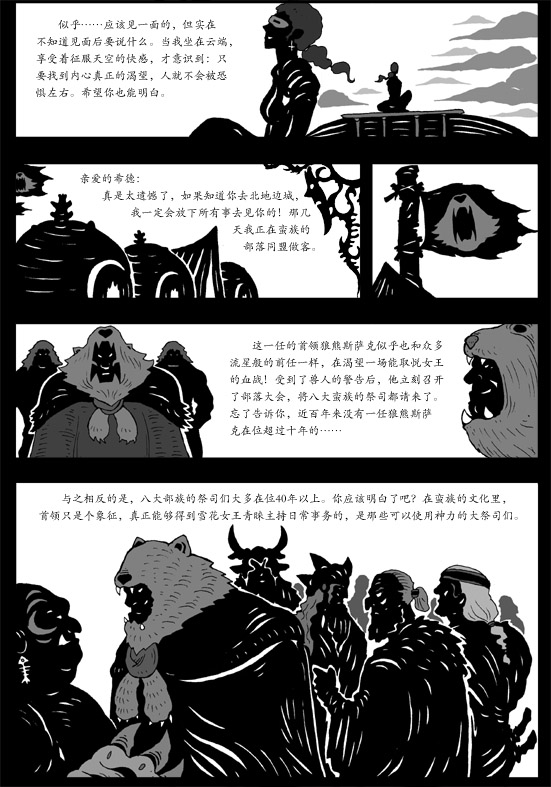 似乎……应该见一面的，但实在
不知道见面后要说什么。当我坐在云端，
享受着征服天空的快感，才意识到：只
要找到内心真正的渴望，人就不会被恐
惧左右。希望你也能明白。
亲爱的希德：
真是太遗憾了，如果知道你去北地边城，
我一定会放下所有事去见你的！那几
天我正在蛮族的
部落同盟做客。
这一任的首领狼熊斯萨克似乎也和众多
流星般的前任一样，在渴望一场能取悦女王
的血战！受到了兽人的警告后，他立刻召开
了部落大会，将八大蛮族的祭司都请来了。
忘了告诉你，近百年来没有一任狼熊斯萨
克在位超过十年的……
与之相反的是，八大部族的祭司们大多在位40年以上。你应该明白了吧？在蛮族的文化里，
首领只是个象征，真正能够得到雪花女王青睐主持日常事务的，是那些可以使用神力的大祭司们。